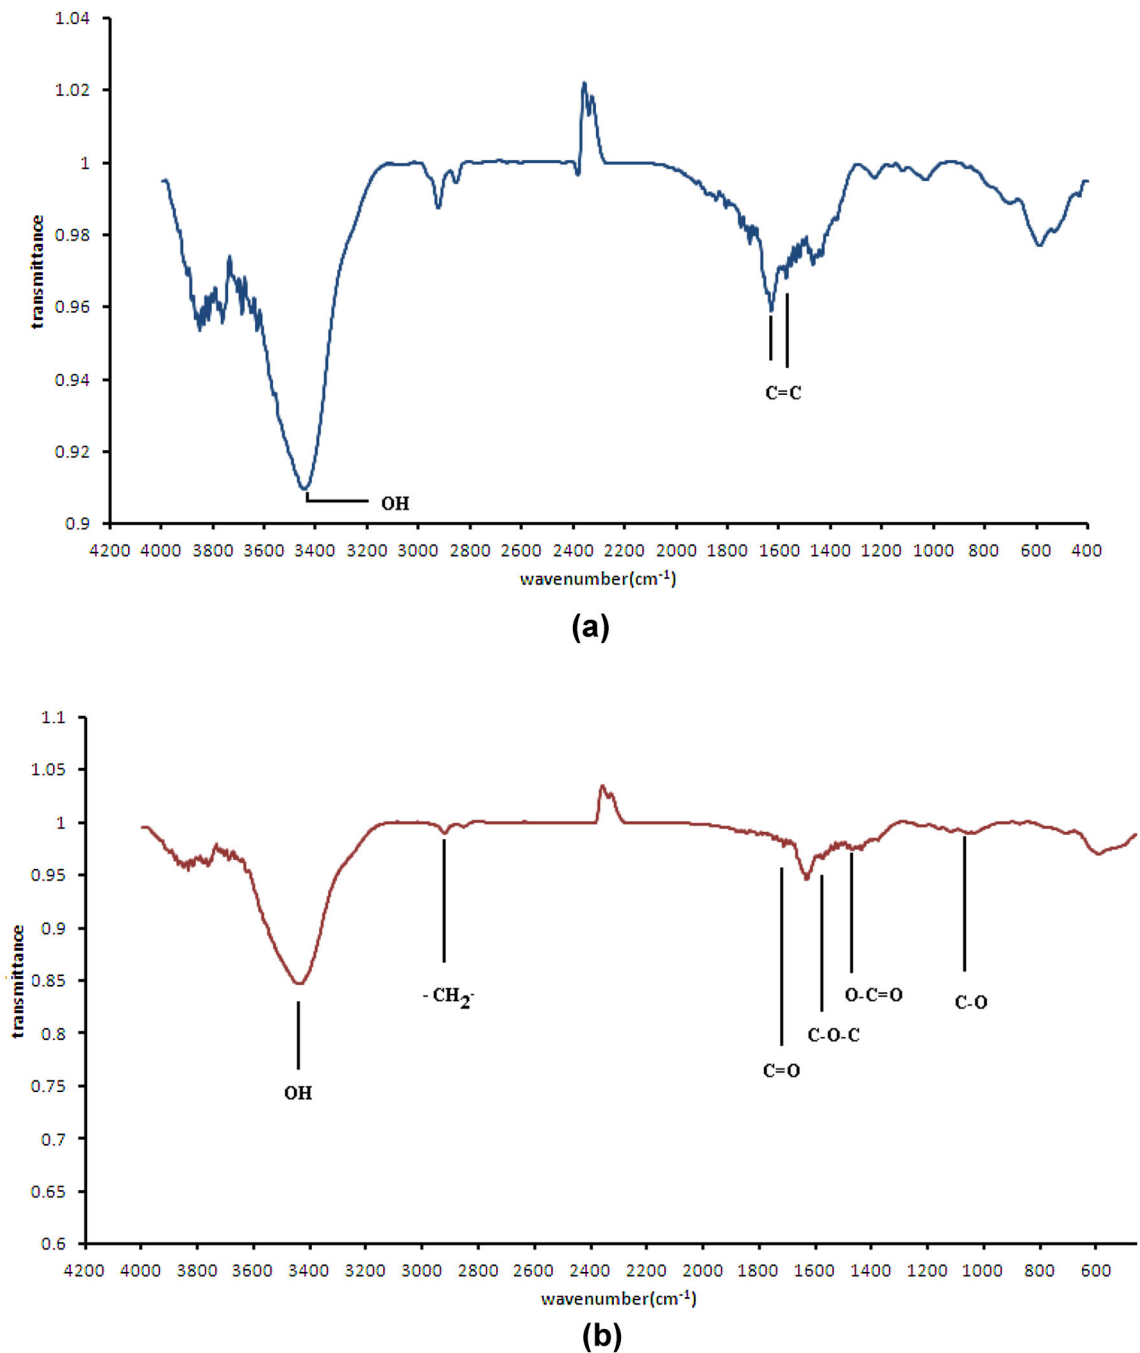 1.04
1.02
1
0.98
0.96
0.94
0.92
0.9
transmittance
C=C
OH
4200 4000 3800 3600 3400 3200 3000 2800 2600 2400 2200 2000 1800 1600 1400 1200 1000 800 600 400
wavenumber(cm-1)
(a)
1.1
1.05
1
0.95
0.9
0.85
0.8
0.75
0.7
0.65
0.6
transmittance
- CH2-
O-C=O
C-O
C-O-C
C=O
OH
4200 4000 3800 3600 3400 3200 3000 2800 2600 2400 2200 2000 1800 1600 1400 1200 1000 800 600
wavenumber(cm-1)
(b)